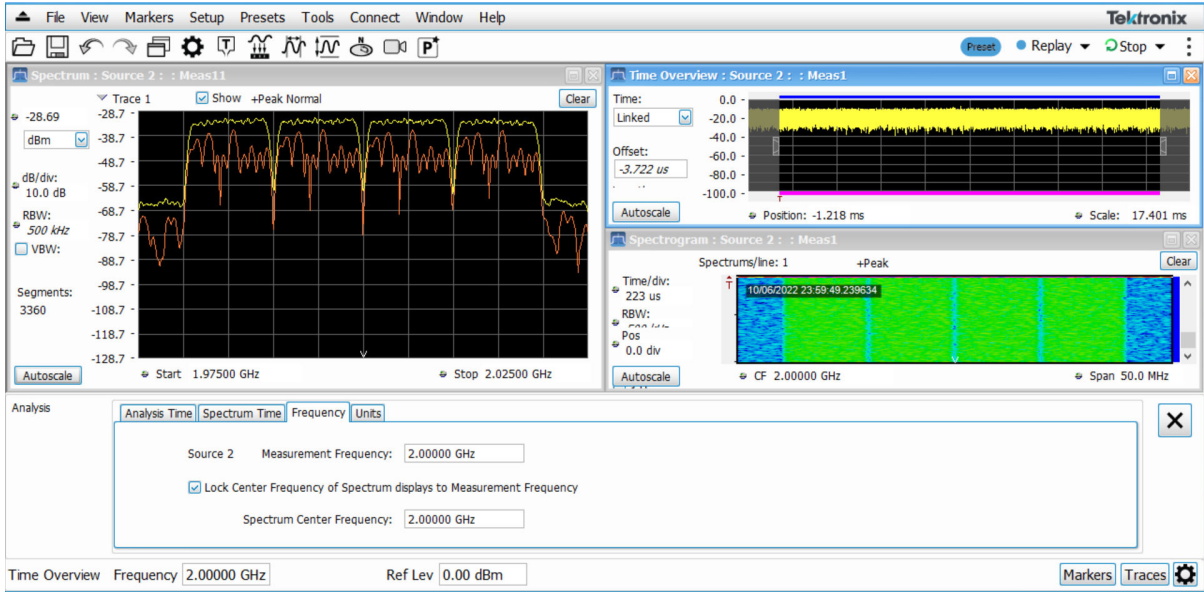 File View Markers Setup Presets Tools Connect Window Help
Tektronix
Preset Replay Stop
Spectrum : Source 2 : : Meas11
Trace 1 Show +Peak Normal Clear
-28.69
dBm
dB/div:
10.0 dB
RBW:
500 kHz
VBW:
Segments:
3360
Autoscale
-28.7
-38.7
-48.7
-58.7
-68.7
-78.7
-88.7
-98.7
-108.7
-118.7
-128.7
Start 1.97500 GHz Stop 2.02500 GHz
Time Overview : Source 2 : : Meas1
Time:
Linked
Offset:
-3.722 us
Autoscale
0.0
-20.0
-40.0
-60.0
-80.0
-100.0
T
Position: -1.218 ms Scale: 17.401 ms
Spectrogram : Source 2 : : Meas1
Spectrums/line: 1 +Peak Clear
Time/div:
223 us
RBW:
Pos
0.0 div
Autoscale
T
10/06/2022 23:59:49.239634
CF 2.00000 GHz Span 50.0 MHz
Analysis
Analysis Time Spectrum Time Frequency Units
Source 2 Measurement Frequency: 2.00000 GHz
Lock Center Frequency of Spectrum displays to Measurement Frequency
Spectrum Center Frequency: 2.00000 GHz
Time Overview Frequency 2.00000 GHz Ref Lev 0.00 dBm Markers Traces